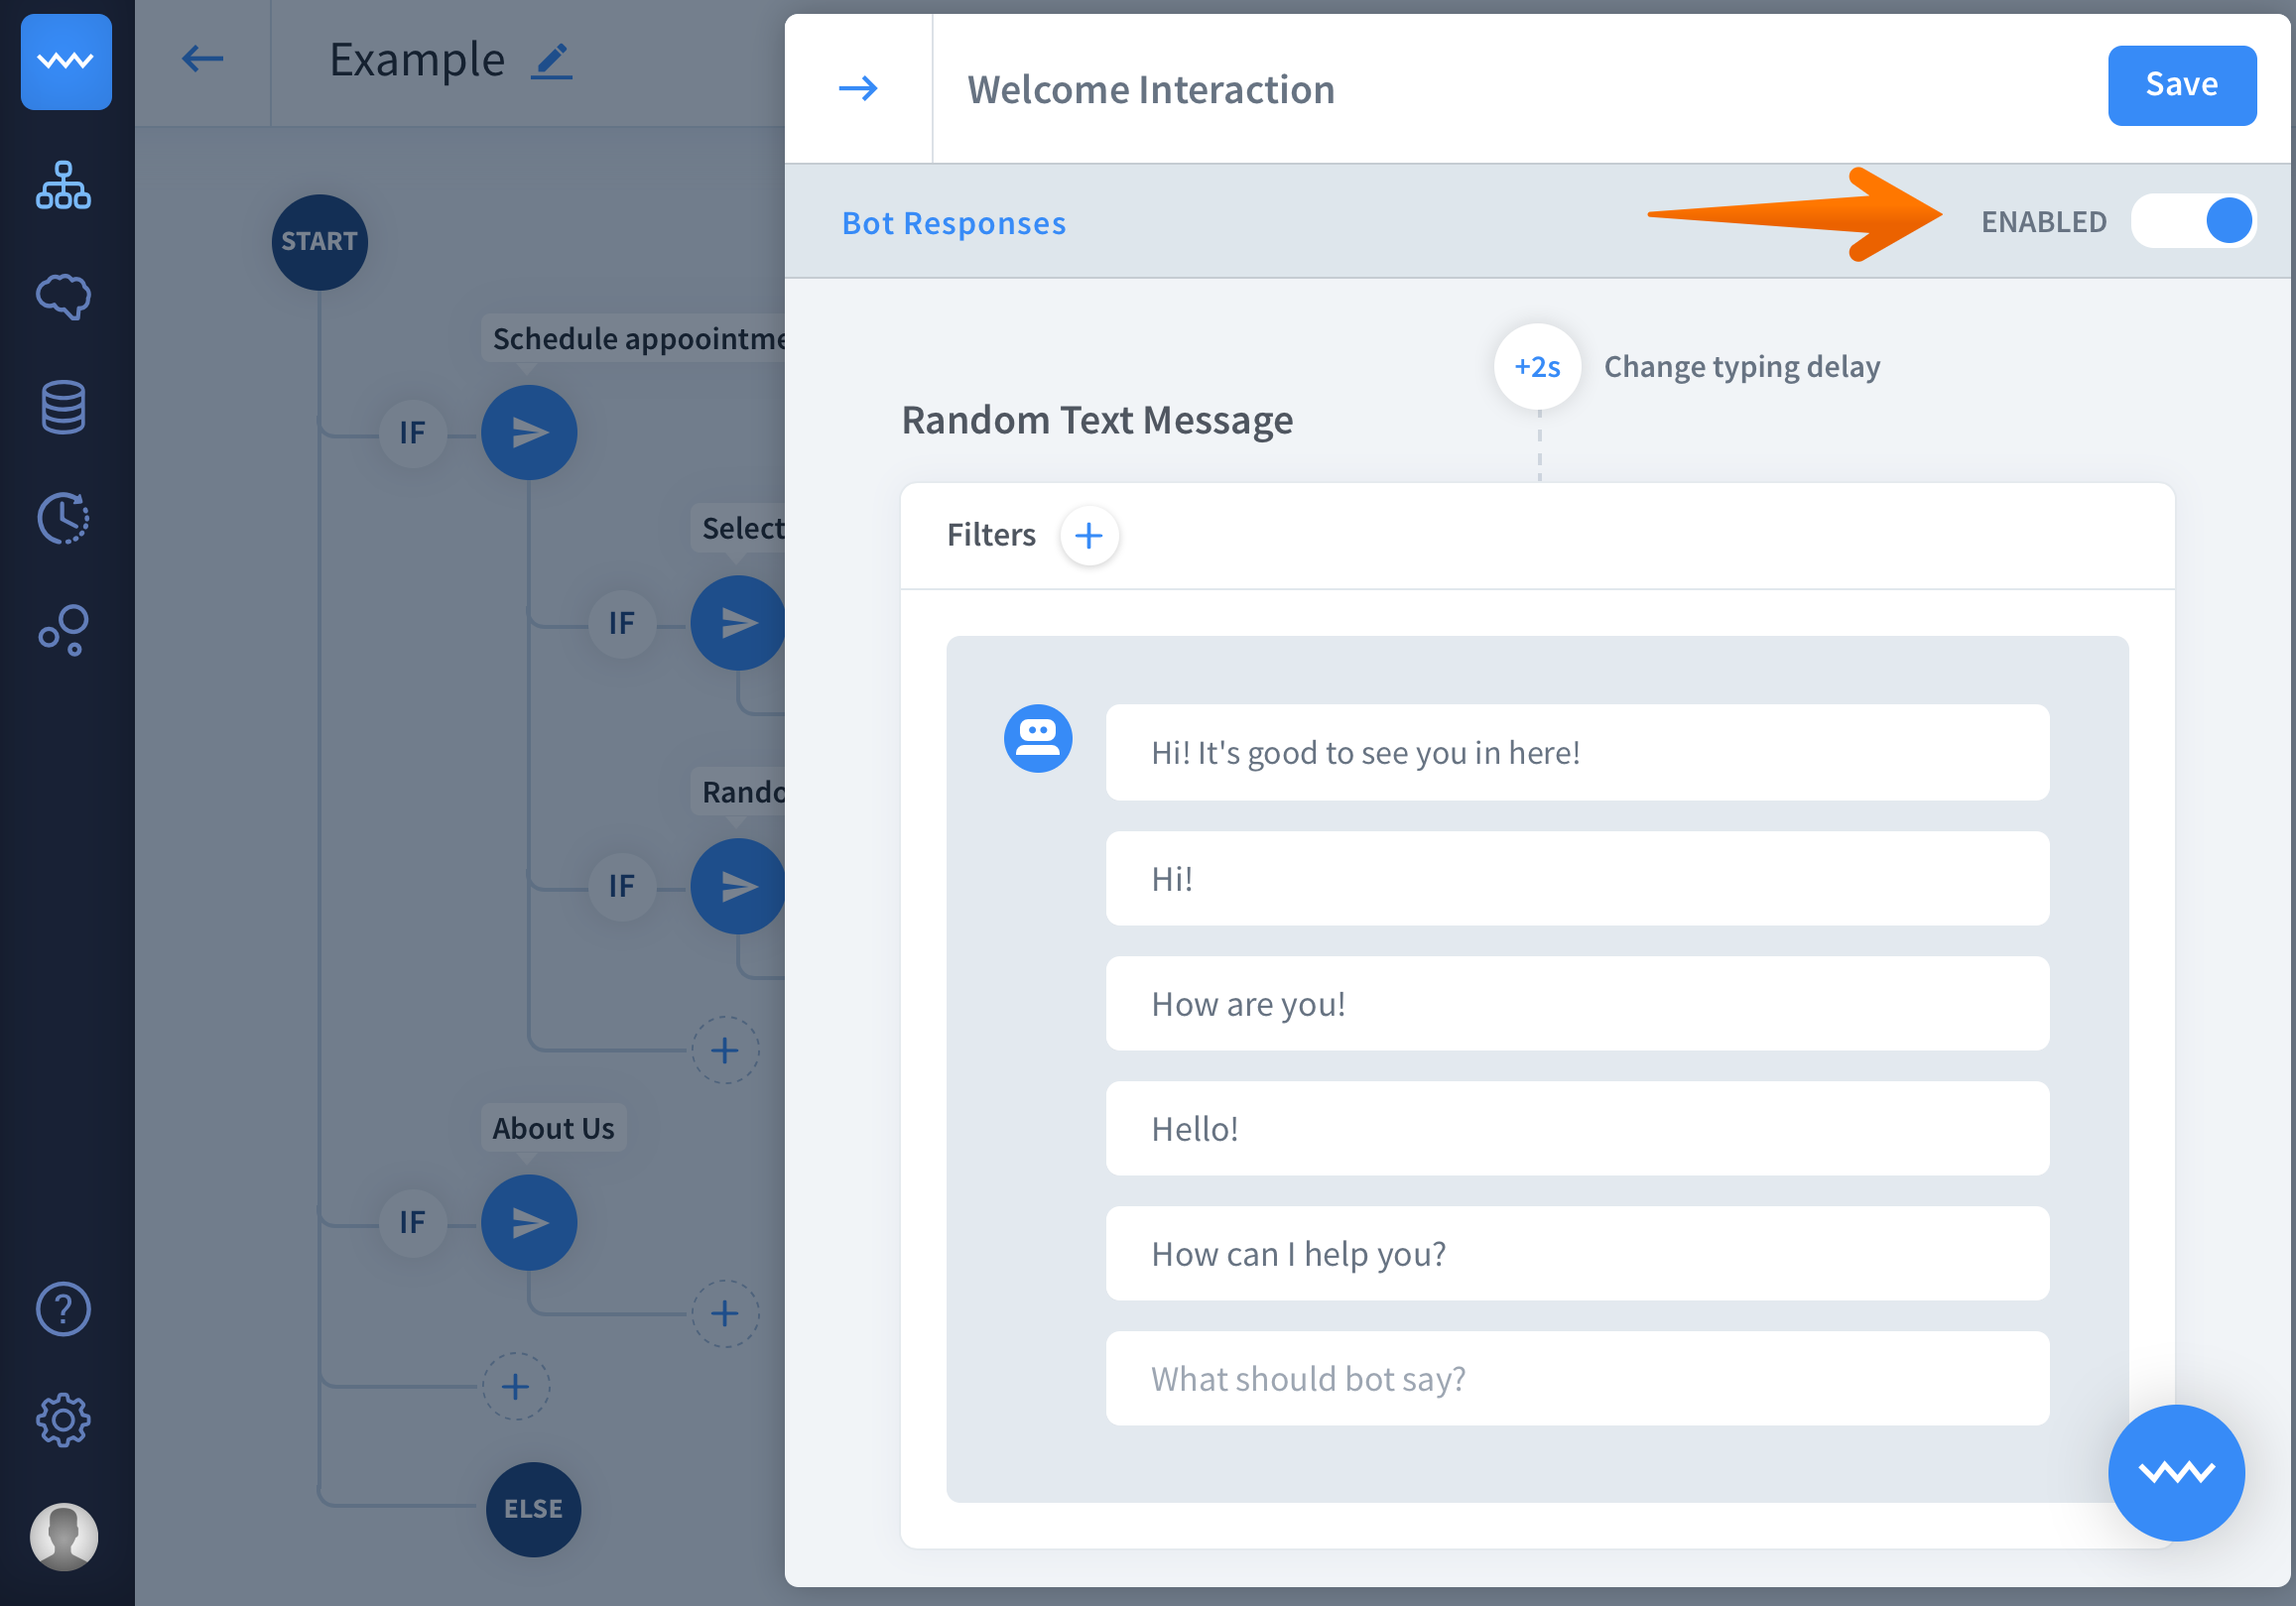 Example
START
Schedule appoointme
IF
Select
IF
Rando
IF
About Us
IF
ELSE
Welcome Interaction
Save
Bot Responses
ENABLED
+2s
Change typing delay
Random Text Message
Filters
Hi! It's good to see you in here!
Hi!
How are you!
Hello!
How can I help you?
What should bot say?